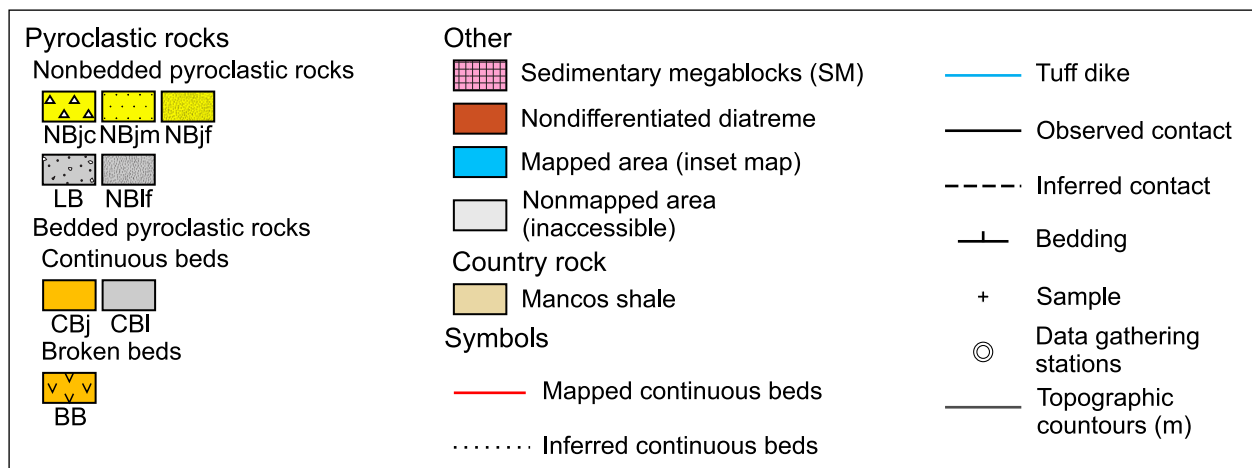 Pyroclastic rocks
Nonbedded pyroclastic rocks
NBjc NBjm NBjf
LB NBlf
Bedded pyroclastic rocks
Continuous beds
CBj CBl
Broken beds
BB
Other
Sedimentary megablocks (SM)
Nondifferentiated diatreme
Mapped area (inset map)
Nonmapped area
(inaccessible)
Country rock
Mancos shale
Symbols
Mapped continuous beds
Inferred continuous beds
Tuff dike
Observed contact
Inferred contact
Bedding
Sample
Data gathering
stations
Topographic
countours (m)